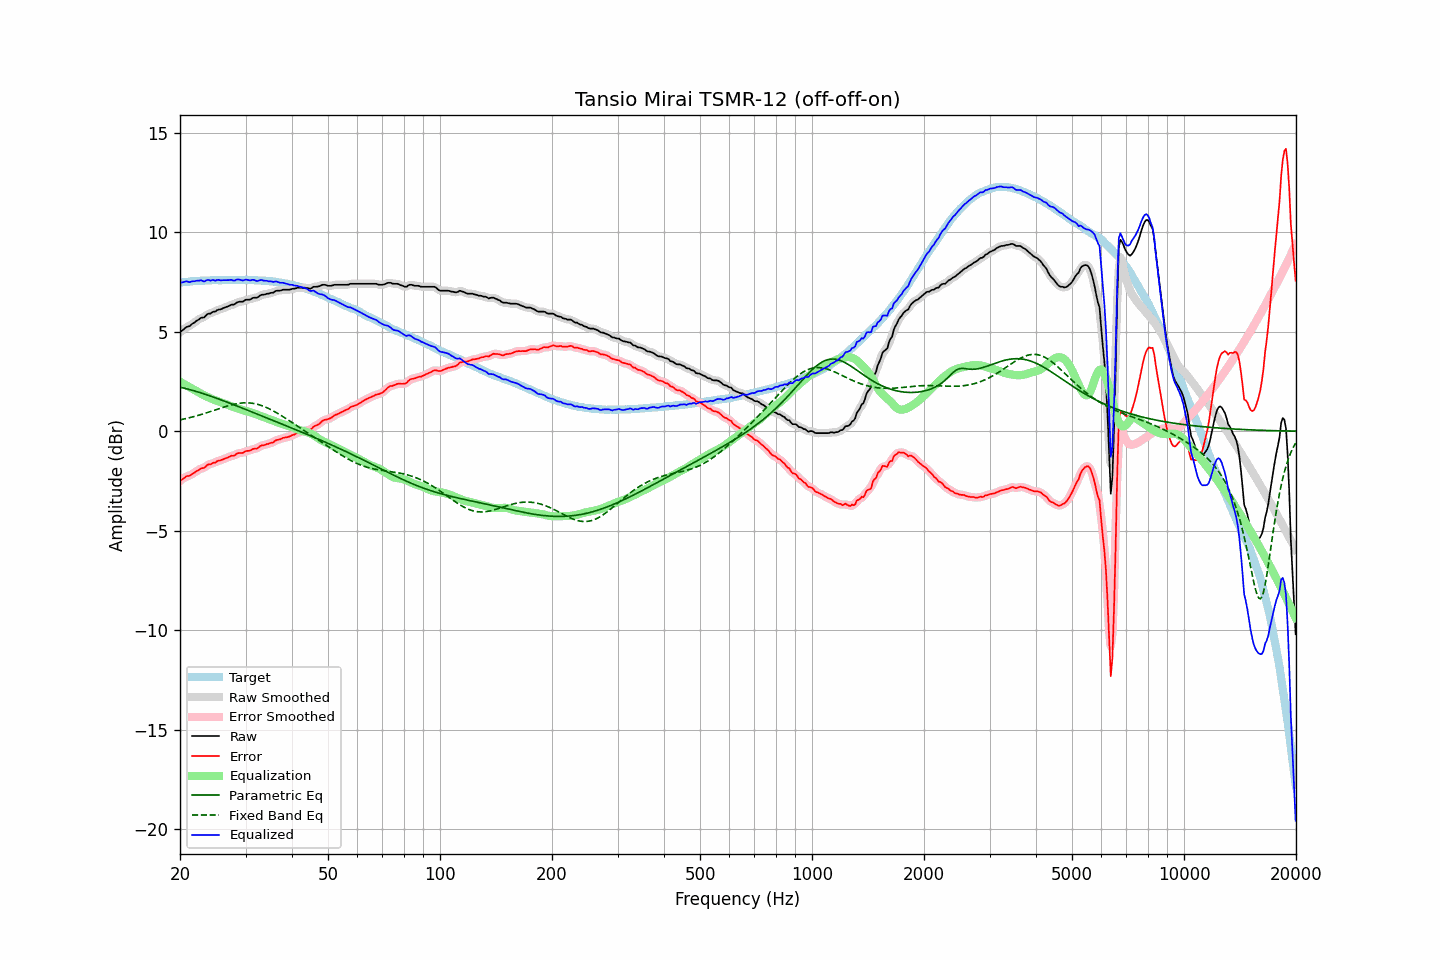 Tansio Mirai TSMR-12 (off-off-on)
15
10
5
0
−5
−10
−15
−20
Amplitude (dBr)
Target
Raw Smoothed
Error Smoothed
Raw
Error
Equalization
Parametric Eq
Fixed Band Eq
Equalized
20 50 100 200 500 1000 2000 5000 10000 20000
Frequency (Hz)